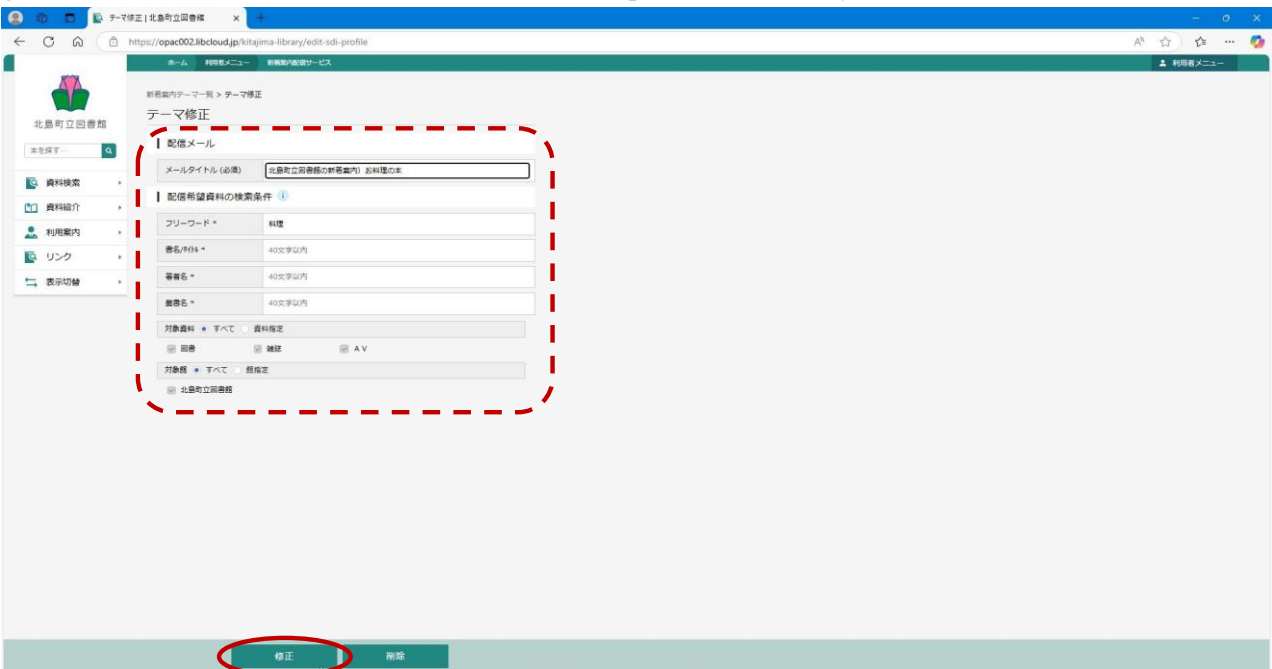 テーマ修正 | 北島町立図書館
https://opac002.libcloud.jp/kitajima-library/edit-sdi-profile
ホーム 利用者メニュー 新着案内配信サービス
利用者メニュー
北島町立図書館
本を探す…
資料検索
資料紹介
利用案内
リンク
表示切替
新着案内テーマ一覧 > テーマ修正
テーマ修正
配信メール
メールタイトル (必須) 北島町立図書館の新着案内）お料理の本
配信希望資料の検索条件
フリーワード * 料理
書名/ﾀｲﾄﾙ * 40文字以内
著者名 * 40文字以内
叢書名 * 40文字以内
対象資料 すべて 資料指定
図書 雑誌 AV
対象館 すべて 館指定
北島町立図書館
修正 削除